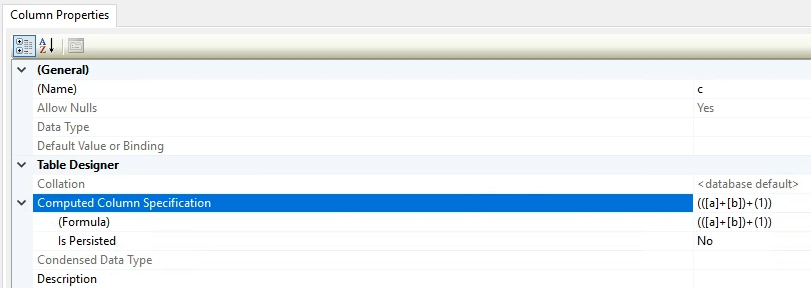 Column Properties
A
Z
(General)
(Name) c
Allow Nulls Yes
Data Type
Default Value or Binding
Table Designer
Collation <database default>
Computed Column Specification (([a]+[b])+(1))
(Formula) (([a]+[b])+(1))
Is Persisted No
Condensed Data Type
Description